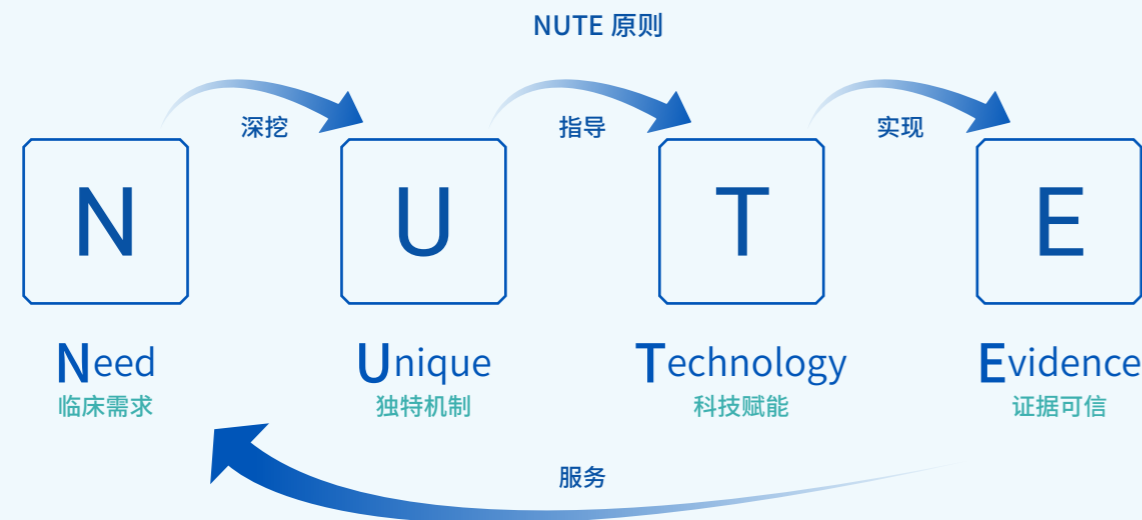 NUTE 原则
深挖 指导 实现
N U T E
Need Unique Technology Evidence
临床需求 独特机制 科技赋能 证据可信
服务